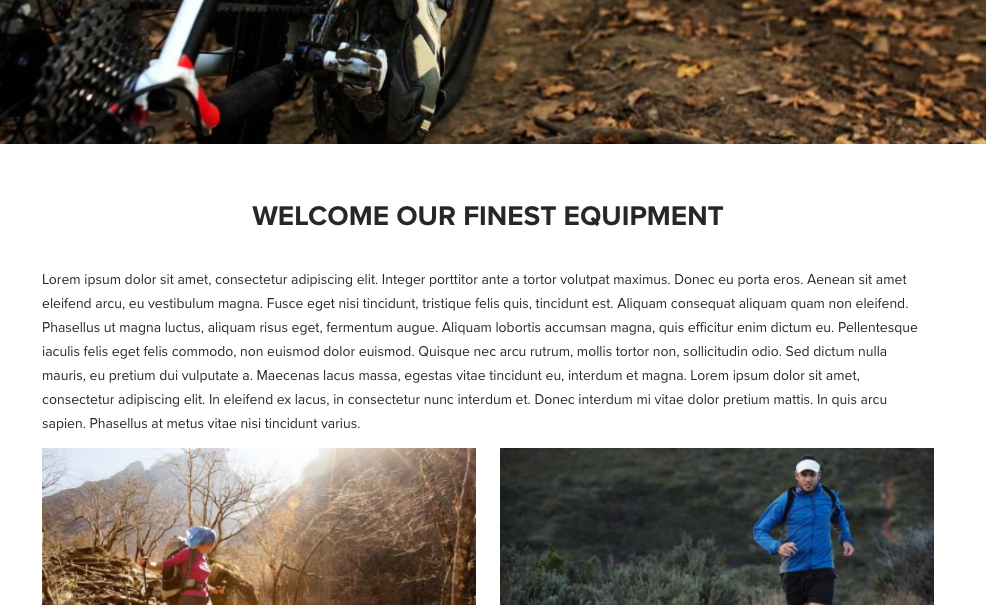 WELCOME OUR FINEST EQUIPMENT
Lorem ipsum dolor sit amet, consectetur adipiscing elit. Integer porttitor ante a tortor volutpat maximus. Donec eu porta eros. Aenean sit amet
eleifend arcu, eu vestibulum magna. Fusce eget nisi tincidunt, tristique felis quis, tincidunt est. Aliquam consequat aliquam quam non eleifend.
Phasellus ut magna luctus, aliquam risus eget, fermentum augue. Aliquam lobortis accumsan magna, quis efficitur enim dictum eu. Pellentesque
iaculis felis eget felis commodo, non euismod dolor euismod. Quisque nec arcu rutrum, mollis tortor non, sollicitudin odio. Sed dictum nulla
mauris, eu pretium dui vulputate a. Maecenas lacus massa, egestas vitae tincidunt eu, interdum et magna. Lorem ipsum dolor sit amet,
consectetur adipiscing elit. In eleifend ex lacus, in consectetur nunc interdum et. Donec interdum mi vitae dolor pretium mattis. In quis arcu
sapien. Phasellus at metus vitae nisi tincidunt varius.